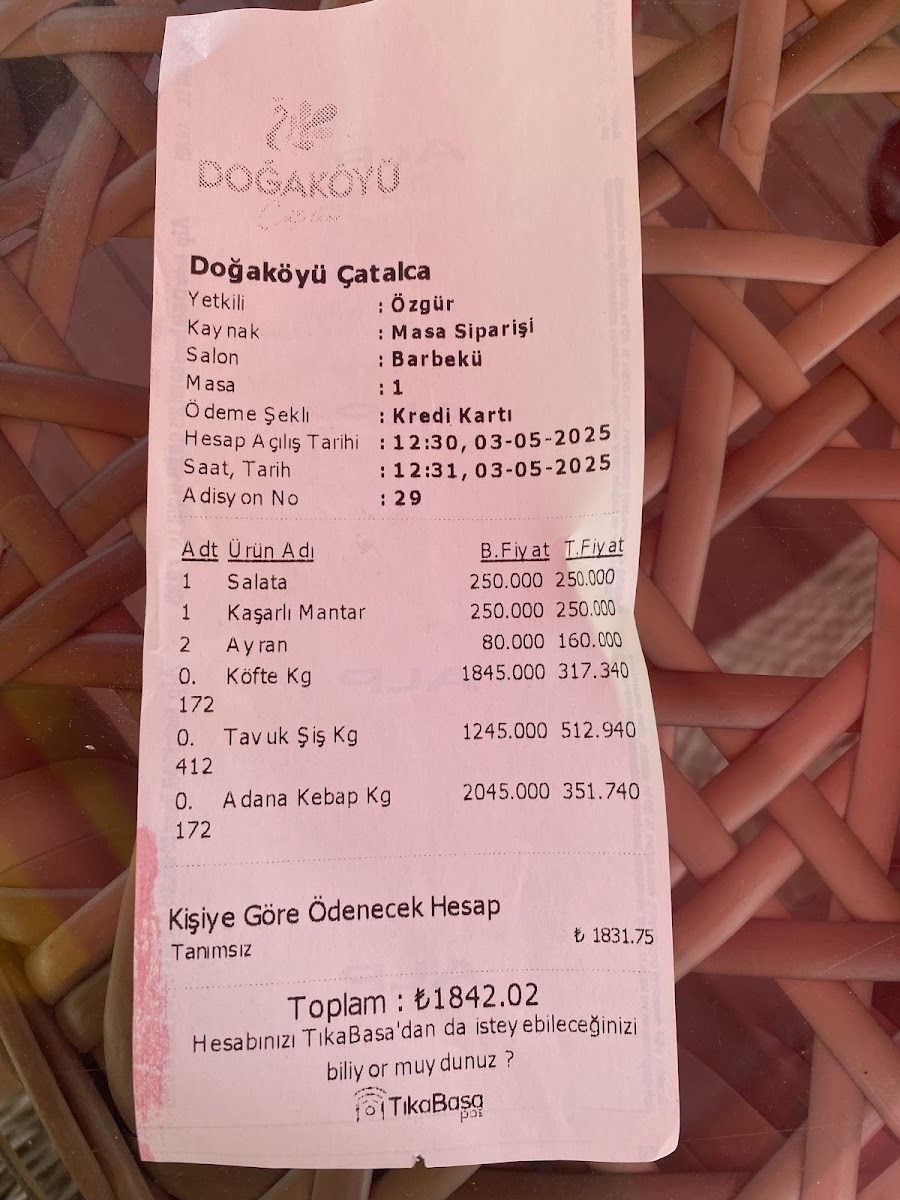 DOĞAKÖYÜ
Doğaköyü Çatalca
Yetkili : Özgür
Kaynak : Masa Siparişi
Salon : Barbekü
Masa : 1
Ödeme Şekli : Kredi Kartı
Hesap Açılış Tarihi : 12:30, 03-05-2025
Saat, Tarih : 12:31, 03-05-2025
Adisyon No : 29
Adt Ürün Adı B.Fiyat T.Fiyat
1 Salata 250.000 250.000
1 Kaşarlı Mantar 250.000 250.000
2 Ayran 80.000 160.000
0. Köfte Kg 1845.000 317.340
172
0. Tavuk Şiş Kg 1245.000 512.940
412
0. Adana Kebap Kg 2045.000 351.740
172
Kişiye Göre Ödenecek Hesap
Tanımsız ₺ 1831.75
Toplam : ₺1842.02
Hesabınızı TıkaBasa'dan da isteyebileceğinizi
biliyor muydunuz ?
TıkaBasa
pos